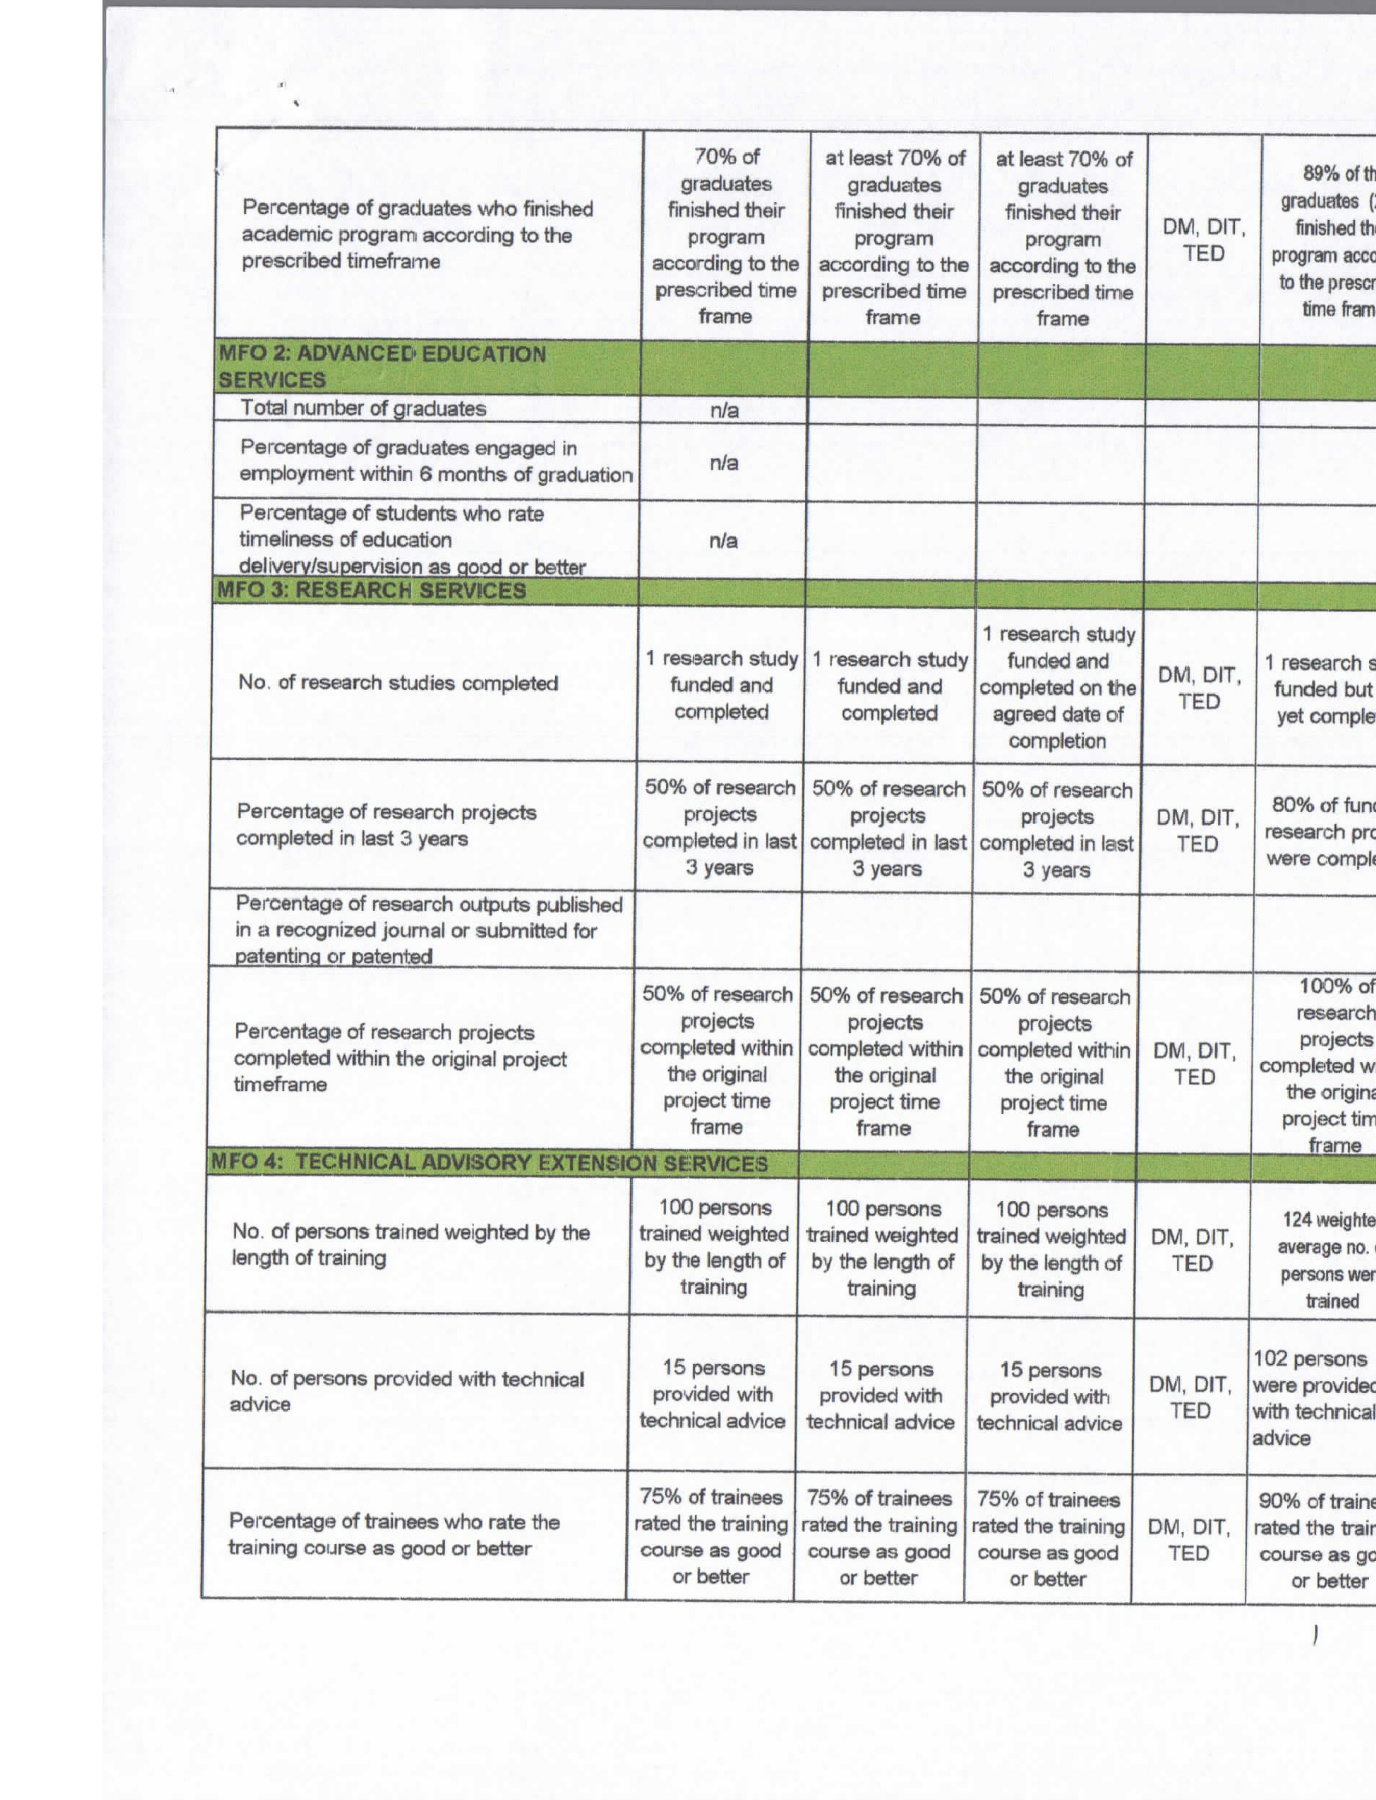 Percentage of graduates who finished
academic program according to the
prescribed timeframe
70% of
graduates
finished their
program
according to the
prescribed time
frame
at least 70% of
graduates
finished their
program
according to the
prescribed time
frame
at least 70% of
graduates
finished their
program
according to the
prescribed time
frame
DM, DIT,
TED
89% of
graduates
finished
program
to the
time
MFO 2: ADVANCED EDUCATION
SERVICES
Total number of graduates
n/a
Percentage of graduates engaged in
employment within 6 months of graduation
n/a
Percentage of students who rate
timeliness of education
delivery/supervision as good or better
n/a
MFO 3: RESEARCH SERVICES
No. of research studies completed
1 research study
funded and
completed
1 research study
funded and
completed
1 research study
funded and
completed on the
agreed date of
completion
DM, DIT,
TED
1 research
funded but
yet
Percentage of research projects
completed in last 3 years
50% of research
projects
completed in last
3 years
50% of research
projects
completed in last
3 years
50% of research
projects
completed in last
3 years
DM, DIT,
TED
80% of
research
were
Percentage of research outputs published
in a recognized journal or submitted for
patenting or patented
Percentage of research projects
completed within the original project
timeframe
50% of research
projects
completed within
the original
project time
frame
50% of research
projects
completed within
the original
project time
frame
50% of research
projects
completed within
the original
project time
frame
DM, DIT,
TED
100% of
research
projects
completed
the
project
frame
MFO 4: TECHNICAL ADVISORY EXTENSION SERVICES
No. of persons trained weighted by the
length of training
100 persons
trained weighted
by the length of
training
100 persons
trained weighted
by the length of
training
100 persons
trained weighted
by the length of
training
DM, DIT,
TED
124
average no.
persons
trained
No. of persons provided with technical
advice
15 persons
provided with
technical advice
15 persons
provided with
technical advice
15 persons
provided with
technical advice
DM, DIT,
TED
102 persons
were
with technical
advice
Percentage of trainees who rate the
training course as good or better
75% of trainees
rated the training
course as good
or better
75% of trainees
rated the training
course as good
or better
75% of trainees
rated the training
course as good
or better
DM, DIT,
TED
90% of
rated the
course as
or better